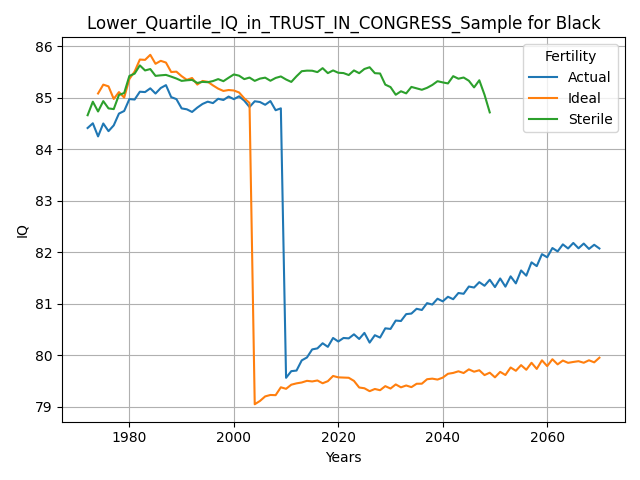 Lower_Quartile_IQ_in_TRUST_IN_CONGRESS_Sample for Black
Fertility
Actual
Ideal
Sterile
86
85
84
83
82
81
80
79
IQ
1980
2000
2020
2040
2060
Years